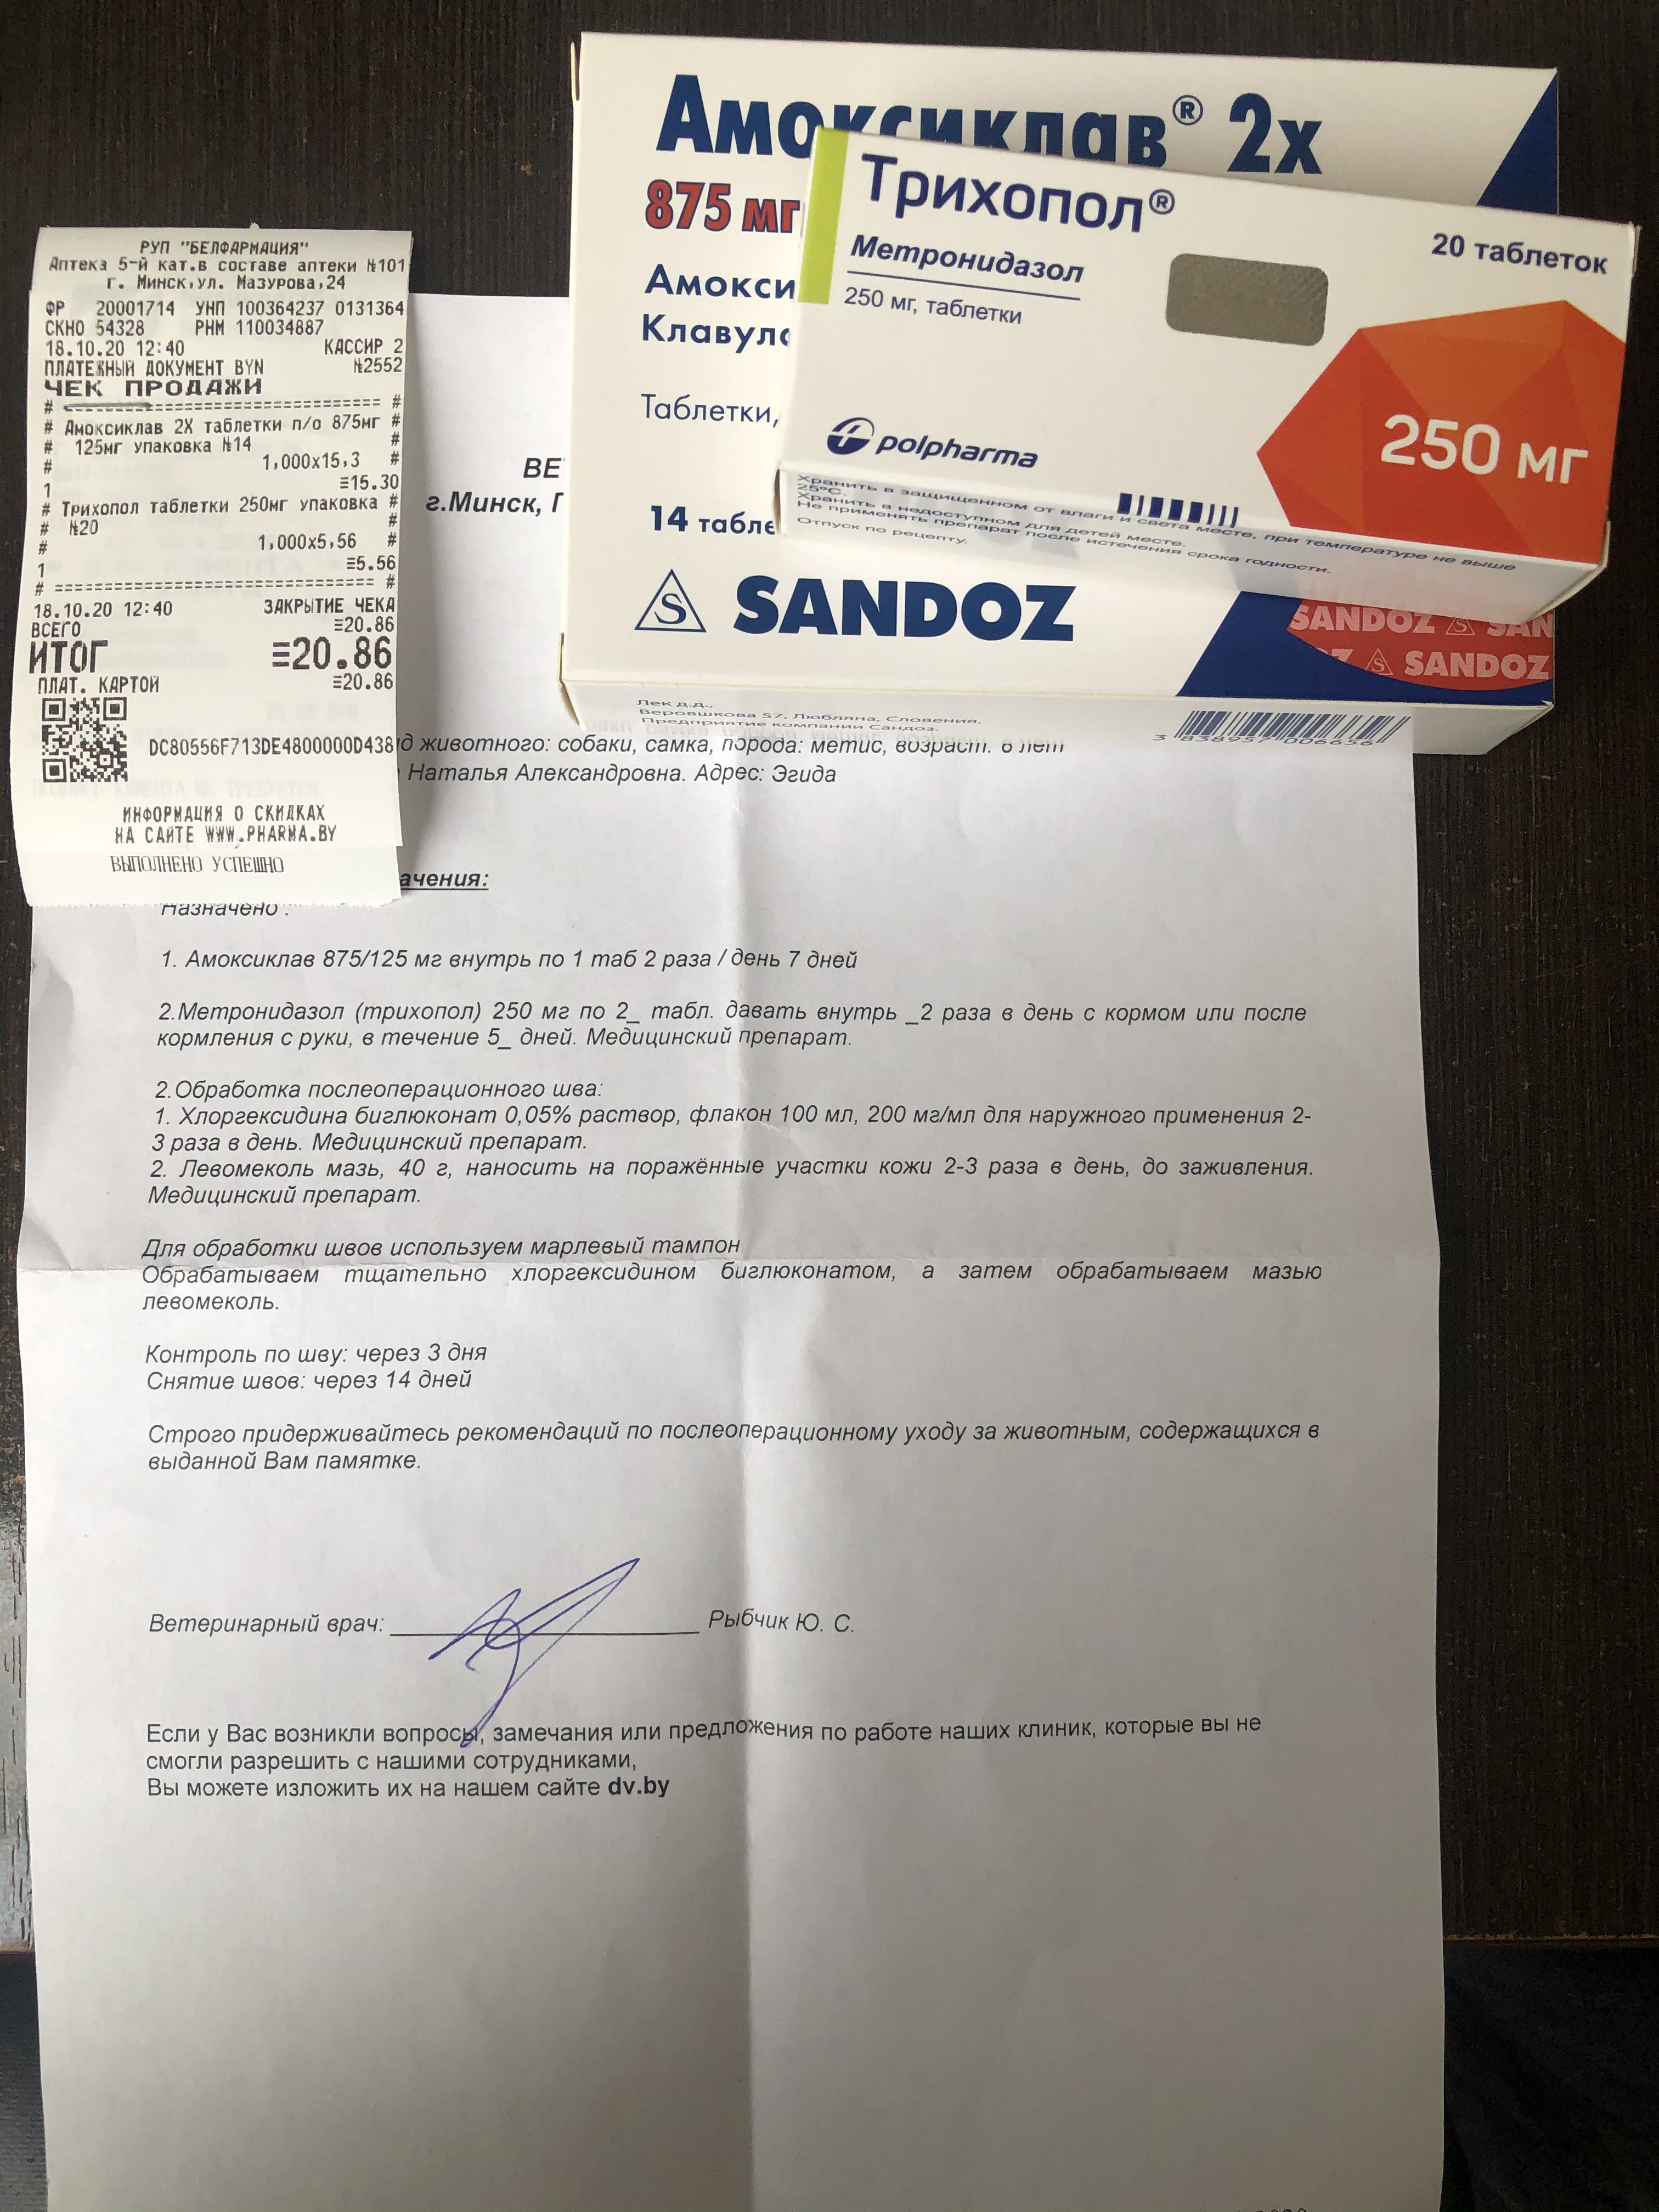 РУП "БЕЛФАРМАЦИЯ"
Аптека 5-й кат.в составе аптеки №101
г. Минск,ул. Мазурова,24
ФР 20001714 УНП 100364237 0131364
СКНО 54328 РНМ 110034887
18.10.20 12:40 КАССИР 2
ПЛАТЕЖНЫЙ ДОКУМЕНТ BYN №2552
ЧЕК ПРОДАЖИ
# ============================== #
# Амоксиклав 2X таблетки п/о 875мг #
# 125мг упаковка №14 #
# 1,000x15,3 #
1 ≡15.30
# Трихопол таблетки 250мг упаковка #
# №20 #
# 1,000x5,56 #
1 ≡5.56
# ============================== #
18.10.20 12:40 ЗАКРЫТИЕ ЧЕКА
ВСЕГО ≡20.86
ИТОГ ≡20.86
ПЛАТ. КАРТОЙ ≡20.86
DC80556F713DE4800000D438
ИНФОРМАЦИЯ О СКИДКАХ
НА САЙТЕ WWW.PHARMA.BY
ВЫПОЛНЕНО УСПЕШНО
Амоксиклав® 2x
875 мг
Амокси
Клавул
Таблетки,
14 табле
SANDOZ
SANDOZ SAN
SANDOZ
Лек д.д.,
Веровшкова 57, Любляна, Словения.
Предприятие компании Сандоз.
3 838957 006656
Трихопол®
Метронидазол
250 мг, таблетки
20 таблеток
polpharma
250 мг
Хранить в защищенном от влаги и света месте, при температуре не выше
25°C.
Хранить в недоступном для детей месте.
Не применять препарат после истечения срока годности.
Отпуск по рецепту.
ВЕ
г.Минск, П
д животного: собаки, самка, порода: метис, возраст: 6 лет
Наталья Александровна. Адрес: Эгида
ачения:
Назначено :
1. Амоксиклав 875/125 мг внутрь по 1 таб 2 раза / день 7 дней
2.Метронидазол (трихопол) 250 мг по 2_ табл. давать внутрь _2 раза в день с кормом или после
кормления с руки, в течение 5_ дней. Медицинский препарат.
2.Обработка послеоперационного шва:
1. Хлоргексидина биглюконат 0,05% раствор, флакон 100 мл, 200 мг/мл для наружного применения 2-
3 раза в день. Медицинский препарат.
2. Левомеколь мазь, 40 г, наносить на поражённые участки кожи 2-3 раза в день, до заживления.
Медицинский препарат.
Для обработки швов используем марлевый тампон
Обрабатываем тщательно хлоргексидином биглюконатом, а затем обрабатываем мазью
левомеколь.
Контроль по шву: через 3 дня
Снятие швов: через 14 дней
Строго придерживайтесь рекомендаций по послеоперационному уходу за животным, содержащихся в
выданной Вам памятке.
Ветеринарный врач: Рыбчик Ю. С.
Если у Вас возникли вопросы, замечания или предложения по работе наших клиник, которые вы не
смогли разрешить с нашими сотрудниками,
Вы можете изложить их на нашем сайте dv.by